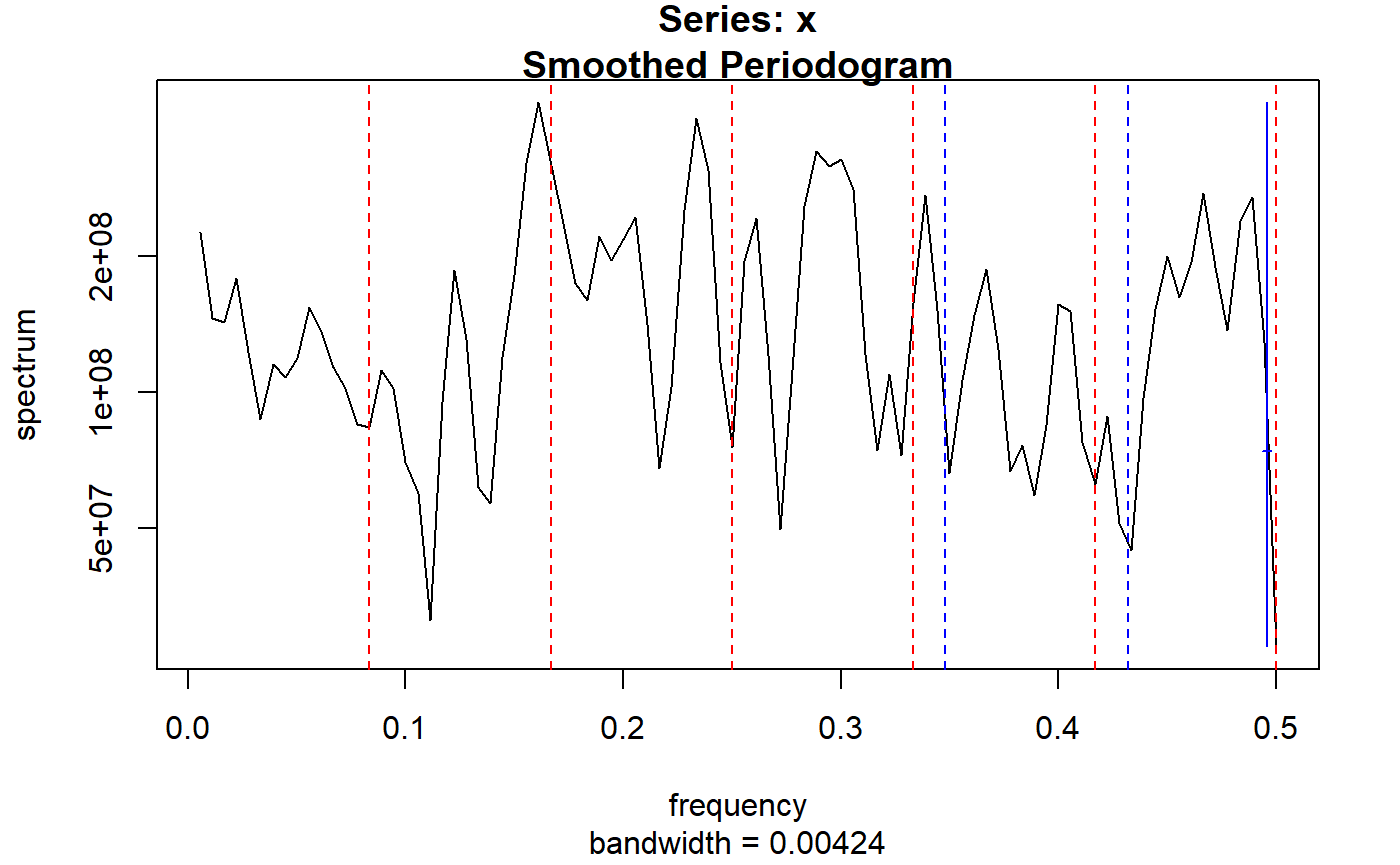 Series: x
Smoothed Periodogram
spectrum
2e+08
1e+08
5e+07
0.0 0.1 0.2 0.3 0.4 0.5
frequency
bandwidth = 0.00424